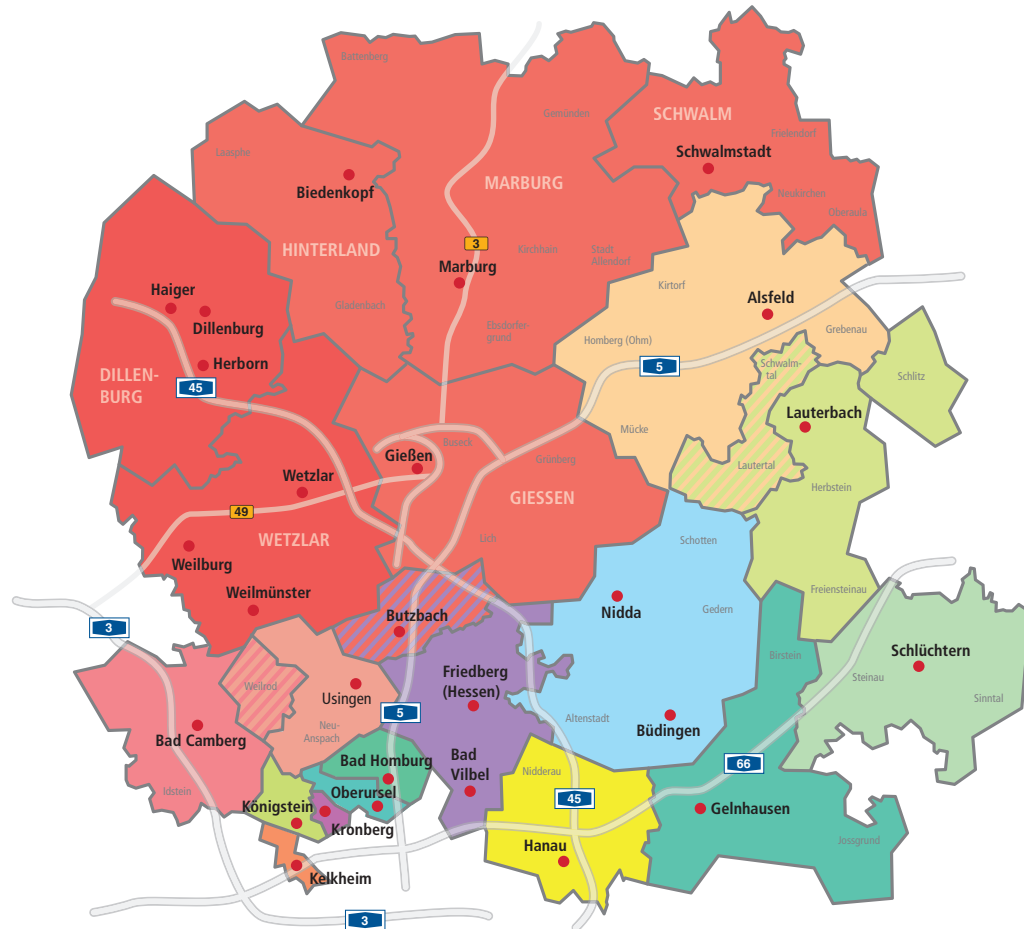 Battenberg
Gemünden
SCHWALM
Frielendorf
Laasphe
Schwalmstadt
Biedenkopf
MARBURG
Neukirchen
Oberaula
HINTERLAND
3
Kirchhain
Stadt
Allendorf
Marburg
Kirtorf
Haiger
Alsfeld
Gladenbach
Dillenburg
Ebsdorfer-
grund
Grebenau
Homberg (Ohm)
Herborn
5
Schwalm-
tal
DILLEN-
BURG
45
Schlitz
Lauterbach
Mücke
Buseck
Gießen
Grünberg
Lautertal
Wetzlar
Herbstein
GIESSEN
49
WETZLAR
Lich
Schotten
Weilburg
Weilmünster
Freiensteinau
Nidda
Gedern
Butzbach
3
Birstein
Schlüchtern
Friedberg
(Hessen)
Steinau
Weilrod
Usingen
Sinntal
5
Altenstadt
Neu-
Anspach
Büdingen
Bad Camberg
Bad Homburg
Bad
Vilbel
66
Nidderau
Idstein
Oberursel
45
Königstein
Gelnhausen
Kronberg
Jossgrund
Hanau
Kelkheim
3